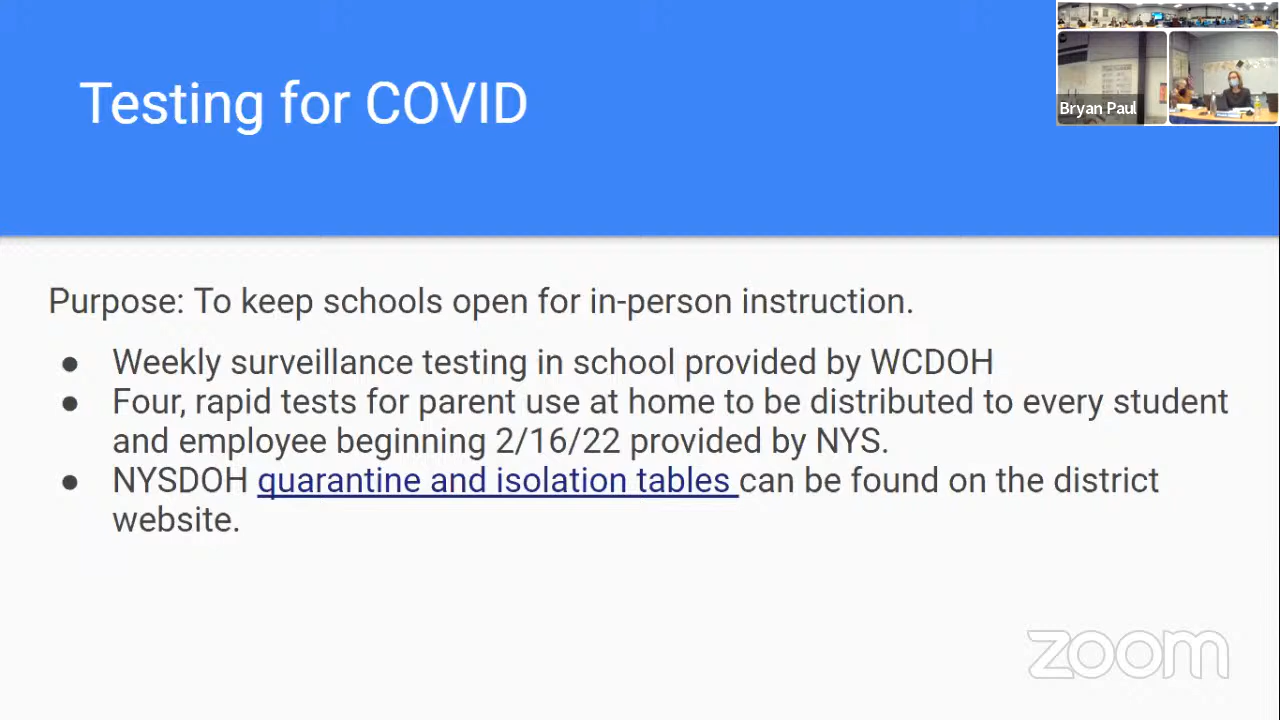 Testing for COVID
Bryan Paul
Purpose: To keep schools open for in-person instruction.
● Weekly surveillance testing in school provided by WCDOH
● Four, rapid tests for parent use at home to be distributed to every student
and employee beginning 2/16/22 provided by NYS.
● NYSDOH quarantine and isolation tables can be found on the district
website.
zoom